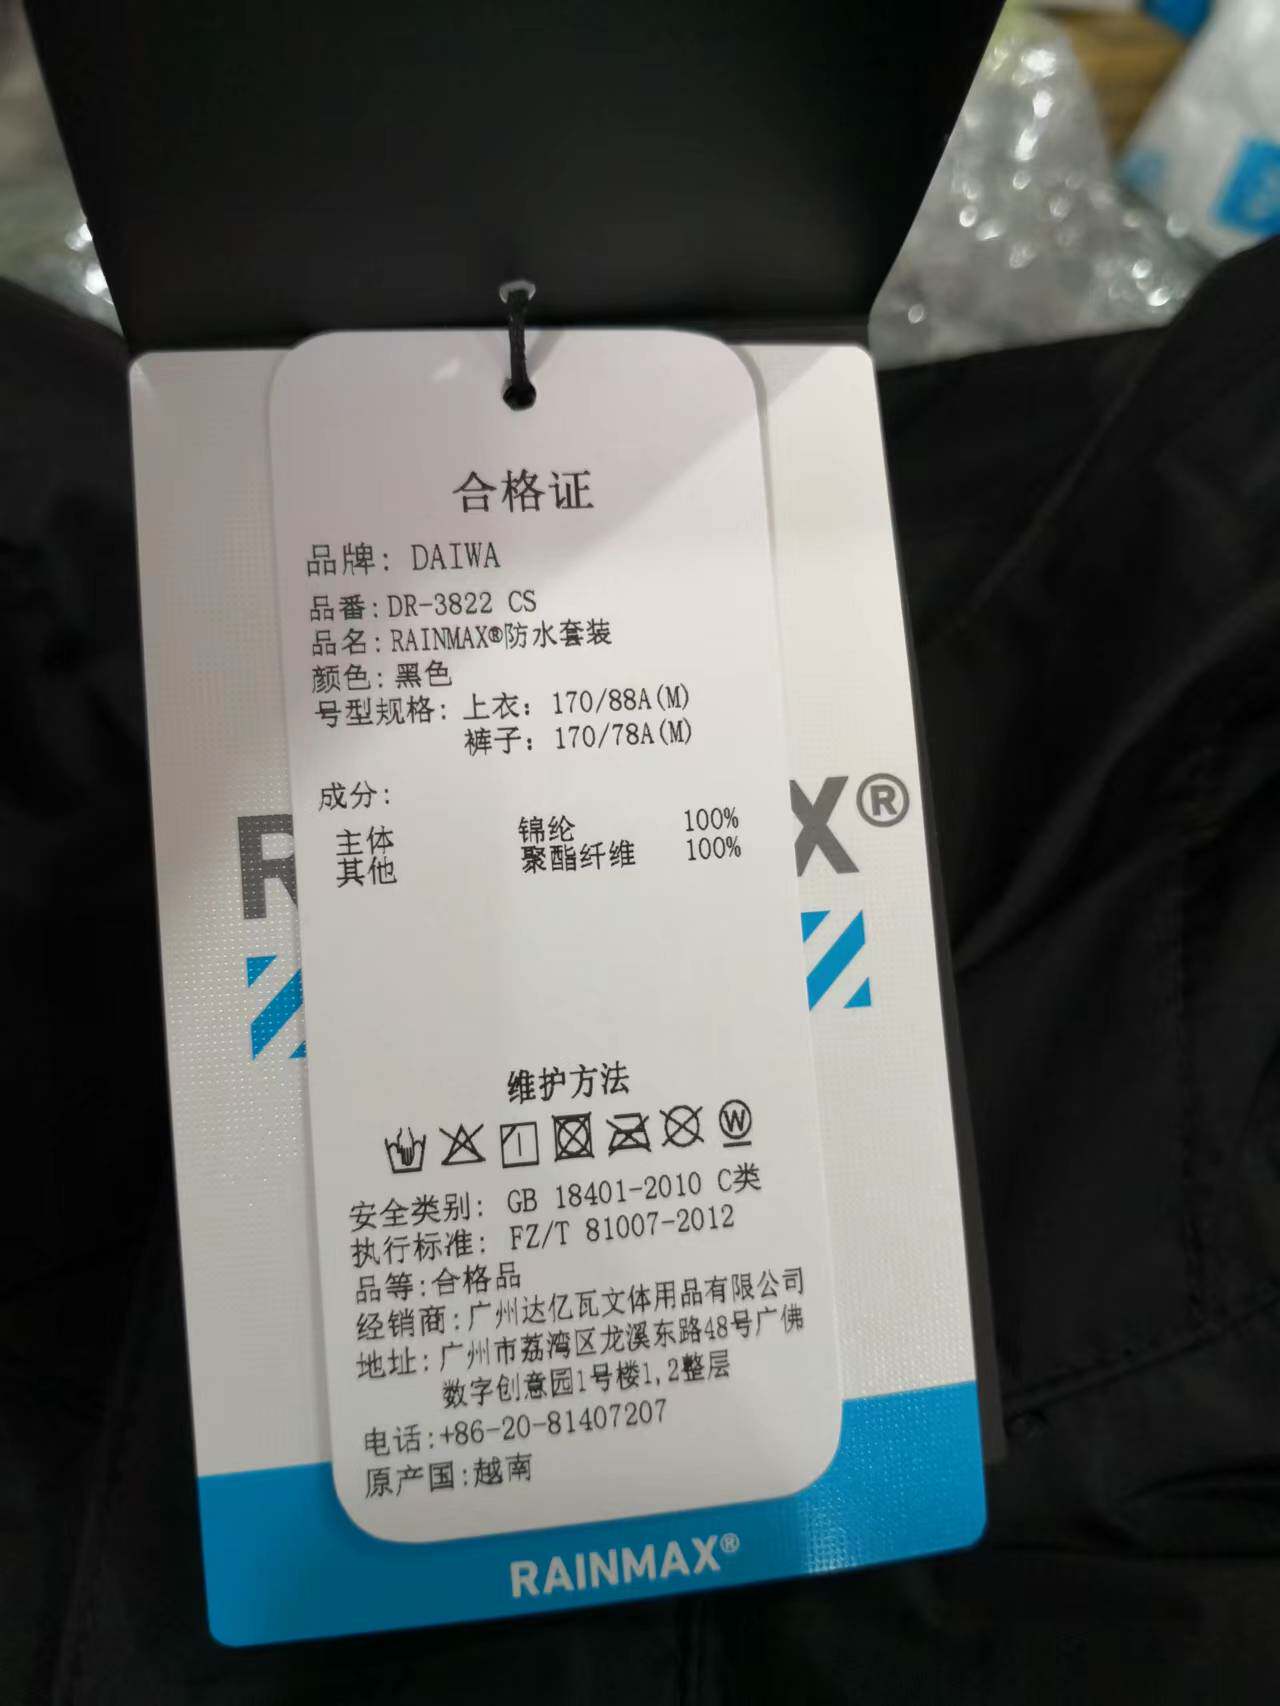 合格证
品牌: DAIWA
品番:DR-3822 CS
品名:RAINMAX®防水套装
颜色:黑色
号型规格:上衣: 170/88A(M)
裤子: 170/78A(M)
成分:
主体 锦纶 100%
其他 聚酯纤维 100%
R
X®
维护方法
W
安全类别: GB 18401-2010 C类
执行标准: FZ/T 81007-2012
品等:合格品
经销商:广州达亿瓦文体用品有限公司
地址:广州市荔湾区龙溪东路48号广佛
数字创意园1号楼1,2整层
电话:+86-20-81407207
原产国:越南
RAINMAX®